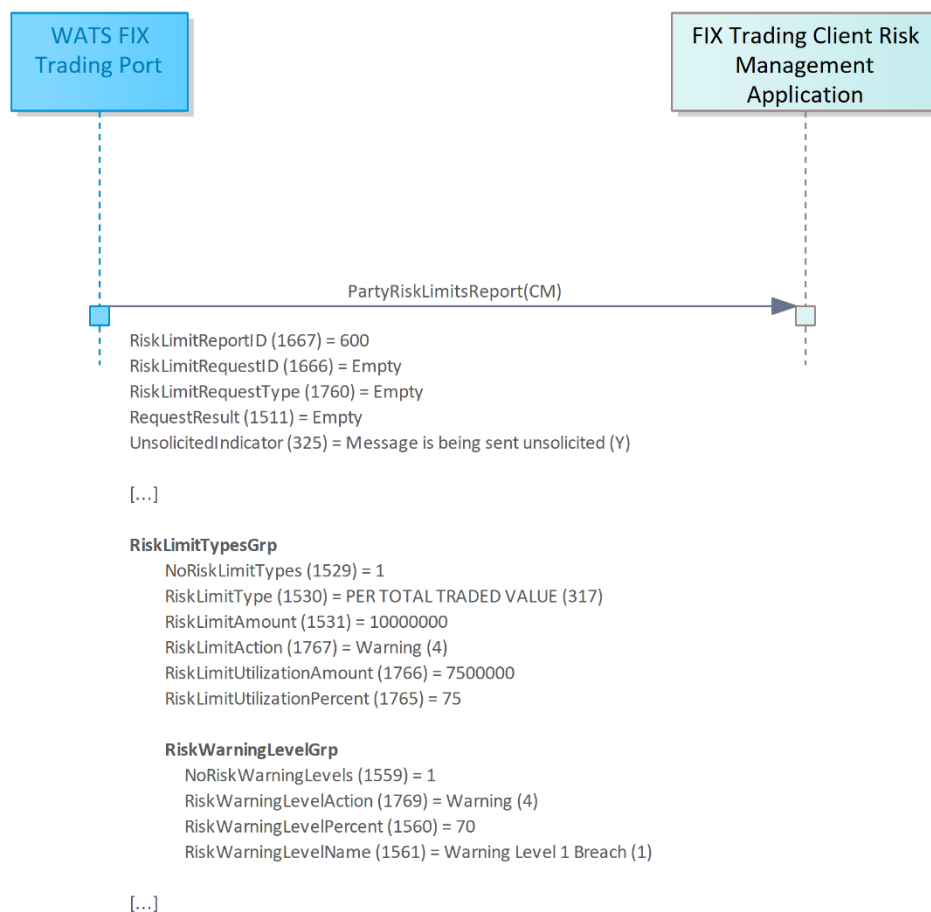 WATS FIX
Trading Port
FIX Trading Client Risk
Management
Application
PartyRiskLimitsReport(CM)
RiskLimitReportID (1667) = 600
RiskLimitRequestID (1666) = Empty
RiskLimitRequestType (1760) = Empty
RequestResult (1511) = Empty
UnsolicitedIndicator (325) = Message is being sent unsolicited (Y)
[...]
RiskLimitTypesGrp
NoRiskLimitTypes (1529) = 1
RiskLimitType (1530) = PER TOTAL TRADED VALUE (317)
RiskLimitAmount (1531) = 10000000
RiskLimitAction (1767) = Warning (4)
RiskLimitUtilizationAmount (1766) = 7500000
RiskLimitUtilizationPercent (1765) = 75
RiskWarningLevelGrp
NoRiskWarningLevels (1559) = 1
RiskWarningLevelAction (1769) = Warning (4)
RiskWarningLevelPercent (1560) = 70
RiskWarningLevelName (1561) = Warning Level 1 Breach (1)
[...]